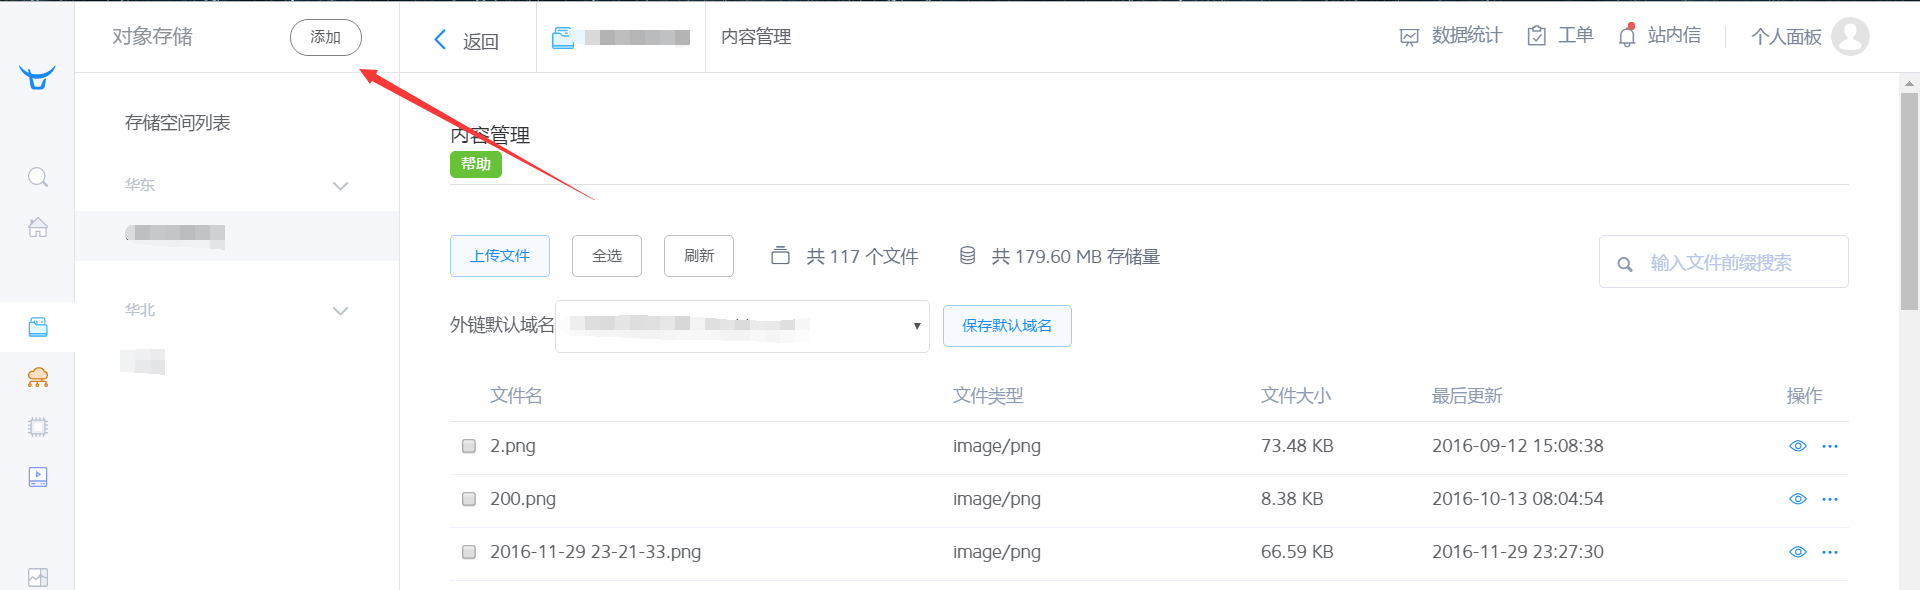 对象存储
添加
返回
内容管理
数据统计
工单
站内信
个人面板
存储空间列表
华东
华北
内容管理
帮助
上传文件
全选
刷新
共 117 个文件
共 179.60 MB 存储量
输入文件前缀搜索
外链默认域名
保存默认域名
文件名 文件类型 文件大小 最后更新 操作
2.png image/png 73.48 KB 2016-09-12 15:08:38
200.png image/png 8.38 KB 2016-10-13 08:04:54
2016-11-29 23-21-33.png image/png 66.59 KB 2016-11-29 23:27:30